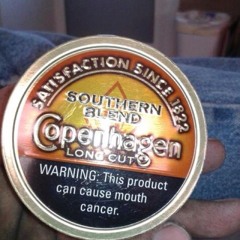 SATISFACTION SINCE 1822
SOUTHERN
BLEND
Copenhagen
LONG CUT
WARNING: This product
can cause mouth
cancer.